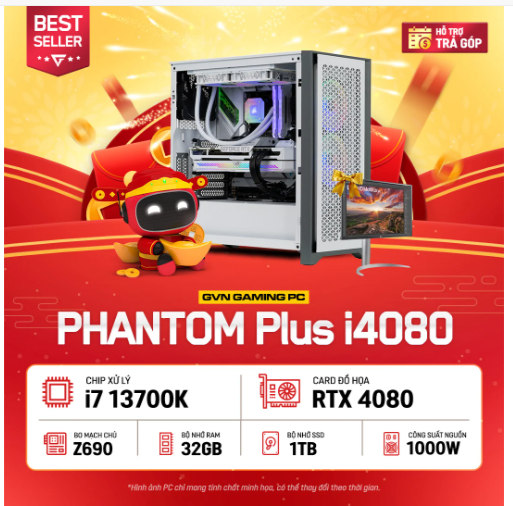 BEST
SELLER
HỖ TRỢ
TRẢ GÓP
GVN GAMING PC
PHANTOM Plus i4080
CHIP XỬ LÝ
i7 13700K
CARD ĐỒ HỌA
RTX 4080
BO MẠCH CHỦ
Z690
BỘ NHỚ RAM
32GB
BỘ NHỚ SSD
1TB
CÔNG SUẤT NGUỒN
1000W
*Hình ảnh PC chỉ mang tính chất minh họa, có thể thay đổi theo thời gian.